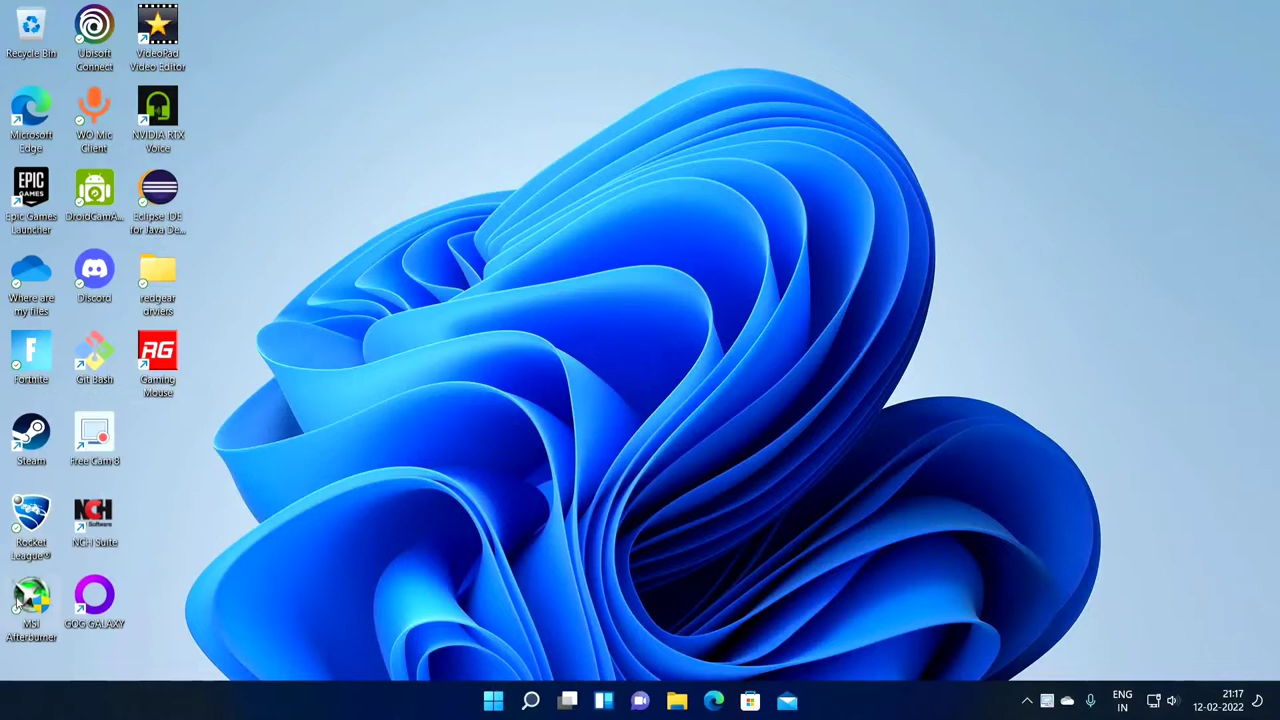 Recycle Bin
Ubisoft
Connect
VideoPad
Video Editor
Microsoft
Edge
WO Mic
Client
NVIDIA RTX
Voice
EPIC
GAMES
Epic Games
Launcher
DroidCamA...
Eclipse IDE
for Java De...
Where are
my files
Discord
redgear
drviers
F
Fortnite
Git Bash
RG
Gaming
Mouse
Steam
Free Cam 8
Rocket
League®
NCH
Software
NCH Suite
MSI
Afterburner
GOG GALAXY
ENG
IN
21:17
12-02-2022